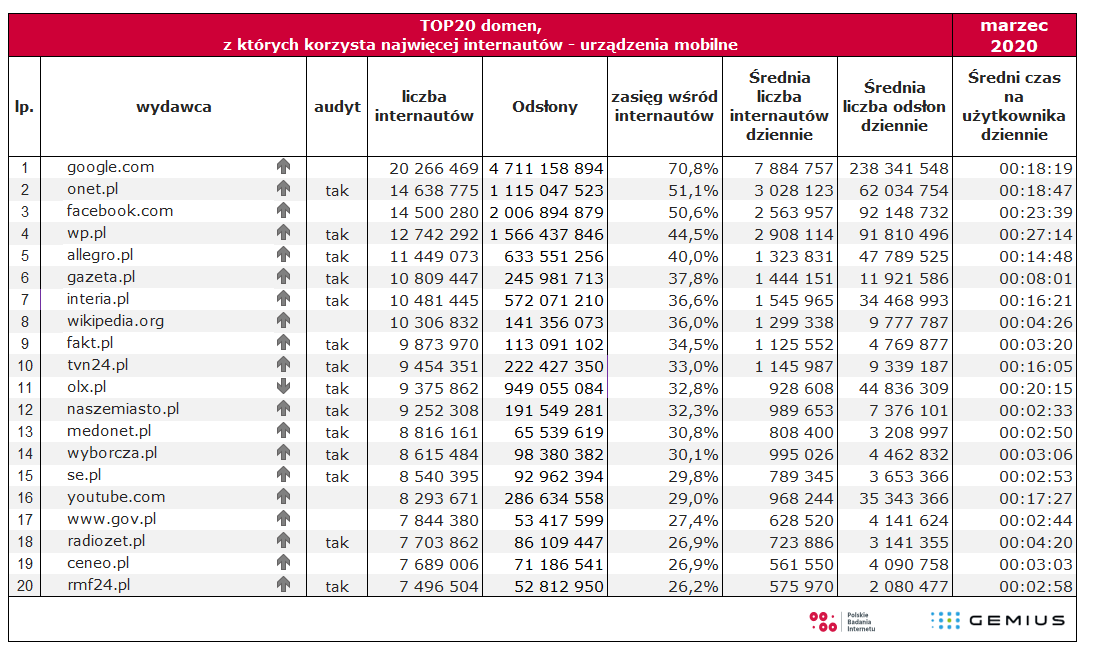 TOP20 domen,
z których korzysta najwięcej internautów - urządzenia mobilne
marzec
2020
lp.
wydawca
audyt
liczba
internautów
Odsłony
zasięg wśród
internautów
Średnia
liczba
internautów
dziennie
Średnia
liczba odsłon
dziennie
Średni czas
na
użytkownika
dziennie
1 google.com 20 266 469 4 711 158 894 70,8% 7 884 757 238 341 548 00:18:19
2 onet.pl tak 14 638 775 1 115 047 523 51,1% 3 028 123 62 034 754 00:18:47
3 facebook.com 14 500 280 2 006 894 879 50,6% 2 563 957 92 148 732 00:23:39
4 wp.pl tak 12 742 292 1 566 437 846 44,5% 2 908 114 91 810 496 00:27:14
5 allegro.pl tak 11 449 073 633 551 256 40,0% 1 323 831 47 789 525 00:14:48
6 gazeta.pl tak 10 809 447 245 981 713 37,8% 1 444 151 11 921 586 00:08:01
7 interia.pl tak 10 481 445 572 071 210 36,6% 1 545 965 34 468 993 00:16:21
8 wikipedia.org 10 306 832 141 356 073 36,0% 1 299 338 9 777 787 00:04:26
9 fakt.pl tak 9 873 970 113 091 102 34,5% 1 125 552 4 769 877 00:03:20
10 tvn24.pl tak 9 454 351 222 427 350 33,0% 1 145 987 9 339 187 00:16:05
11 olx.pl tak 9 375 862 949 055 084 32,8% 928 608 44 836 309 00:20:15
12 naszemiasto.pl tak 9 252 308 191 549 281 32,3% 989 653 7 376 101 00:02:33
13 medonet.pl tak 8 816 161 65 539 619 30,8% 808 400 3 208 997 00:02:50
14 wyborcza.pl tak 8 615 484 98 380 382 30,1% 995 026 4 462 832 00:03:06
15 se.pl tak 8 540 395 92 962 394 29,8% 789 345 3 653 366 00:02:53
16 youtube.com 8 293 671 286 634 558 29,0% 968 244 35 343 366 00:17:27
17 www.gov.pl 7 844 380 53 417 599 27,4% 628 520 4 141 624 00:02:44
18 radiozet.pl tak 7 703 862 86 109 447 26,9% 723 886 3 141 355 00:04:20
19 ceneo.pl 7 689 006 71 186 541 26,9% 561 550 4 090 758 00:03:03
20 rmf24.pl tak 7 496 504 52 812 950 26,2% 575 970 2 080 477 00:02:58
Polskie
Badania
Internetu
GEMIUS